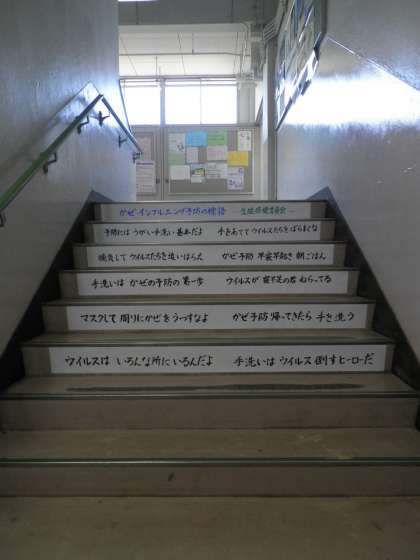 かぜ・インフルエンザ予防の標語 ー生徒保健委員会ー
予防には うがい手洗い 基本だよ 手をあてて ウイルスたちを ばらまくな
換気して ウイルスたちを 追いはらえ かぜ予防 早寝早起き 朝ごはん
手洗いは かぜの予防の 第一歩 ウイルスが 寝不足の君 ねらってる
マスクして 周りにかぜを うつすなよ かぜ予防 帰ってきたら 手を洗う
ウイルスは いろんな所に いるんだよ 手洗いは ウイルス倒す ヒーローだ